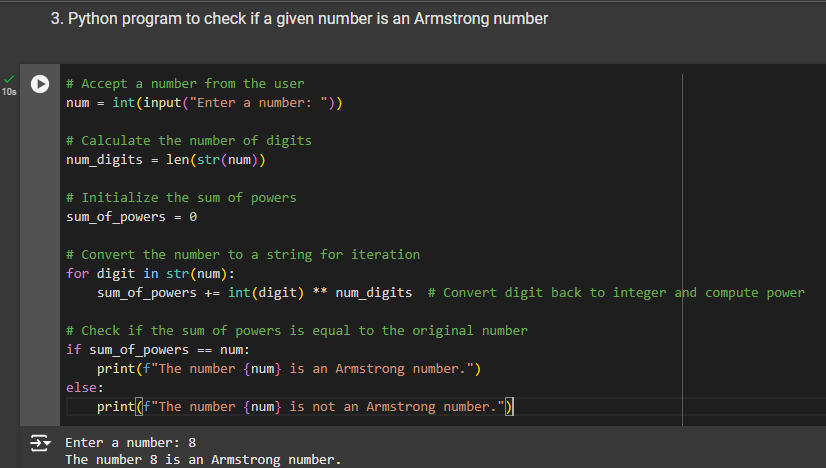 3. Python program to check if a given number is an Armstrong number
10s
# Accept a number from the user
num = int(input("Enter a number: "))
# Calculate the number of digits
num_digits = len(str(num))
# Initialize the sum of powers
sum_of_powers = 0
# Convert the number to a string for iteration
for digit in str(num):
    sum_of_powers += int(digit) ** num_digits  # Convert digit back to integer and compute power
# Check if the sum of powers is equal to the original number
if sum_of_powers == num:
    print(f"The number {num} is an Armstrong number.")
else:
    print(f"The number {num} is not an Armstrong number.")
Enter a number: 8
The number 8 is an Armstrong number.